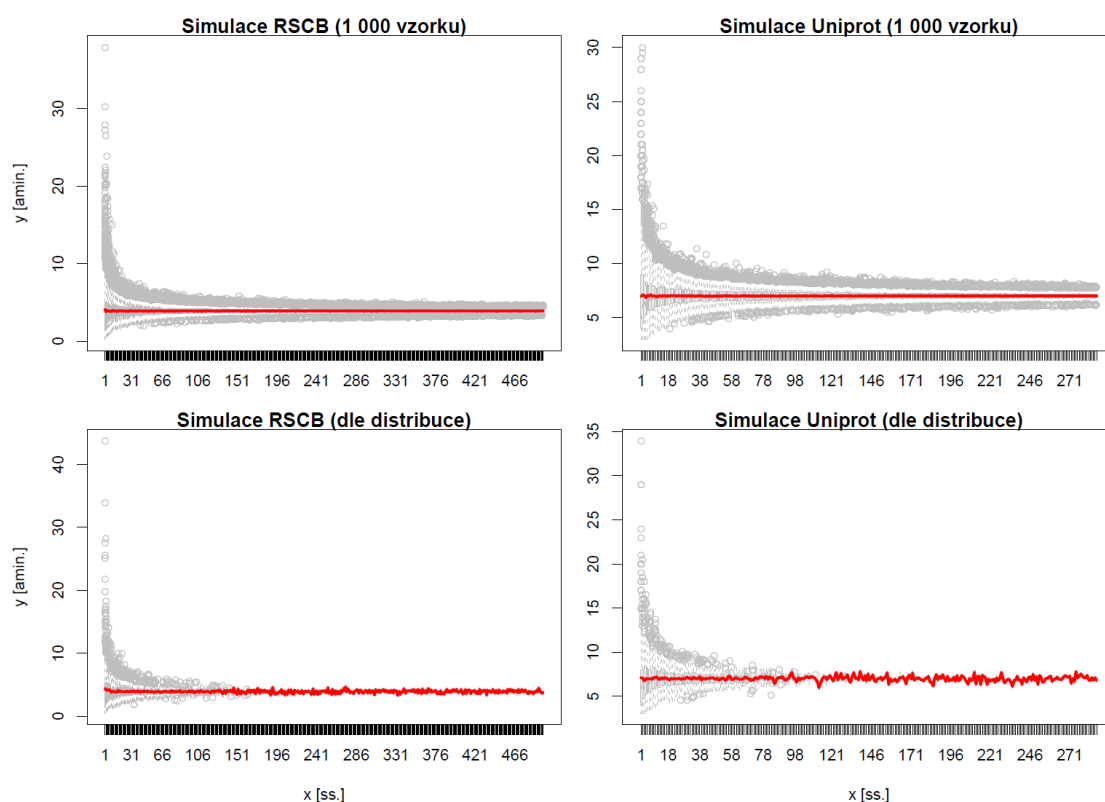 Simulace RSCB (1 000 vzorku)
y [amin.]
0 10 20 30
1 31 66 106 151 196 241 286 331 376 421 466
Simulace Uniprot (1 000 vzorku)
5 10 15 20 25 30
1 18 38 58 78 98 121 146 171 196 221 246 271
Simulace RSCB (dle distribuce)
y [amin.]
0 10 20 30 40
1 31 66 106 151 196 241 286 331 376 421 466
x [ss.]
Simulace Uniprot (dle distribuce)
5 10 15 20 25 30 35
1 18 38 58 78 98 121 146 171 196 221 246 271
x [ss.]